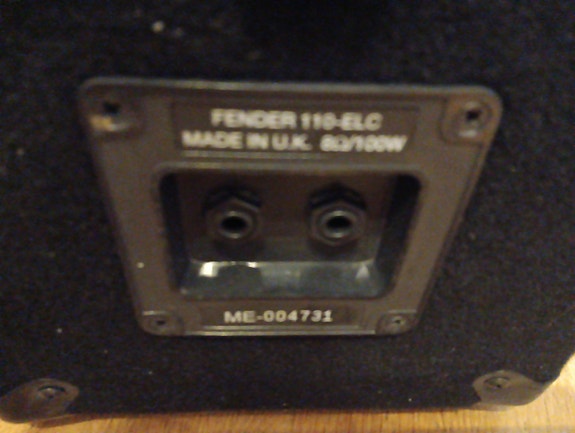 FENDER 110-ELC
MADE IN U.K. 8Ω/100W
ME-004731